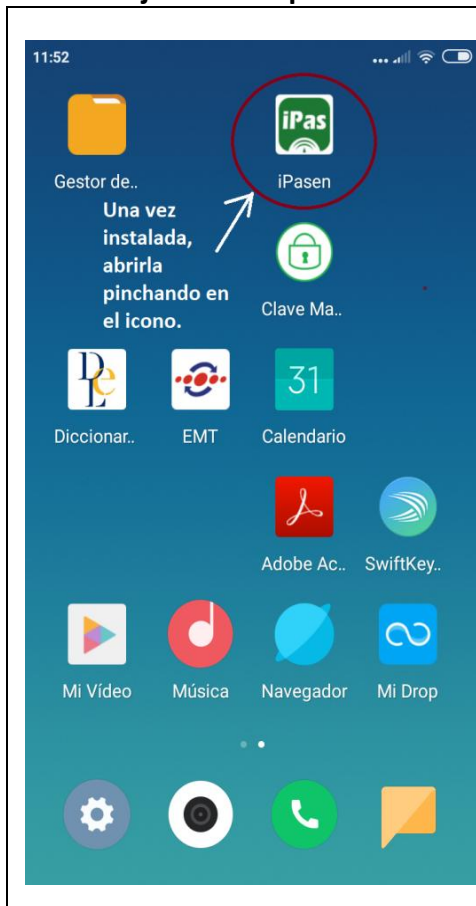 11:52
iPas
Gestor de..
iPasen
Una vez
instalada,
abrirla
pinchando en
el icono.
Clave Ma..
DLE
31
Diccionar..
EMT
Calendario
Adobe Ac..
SwiftKey..
Mi Vídeo
Música
Navegador
Mi Drop